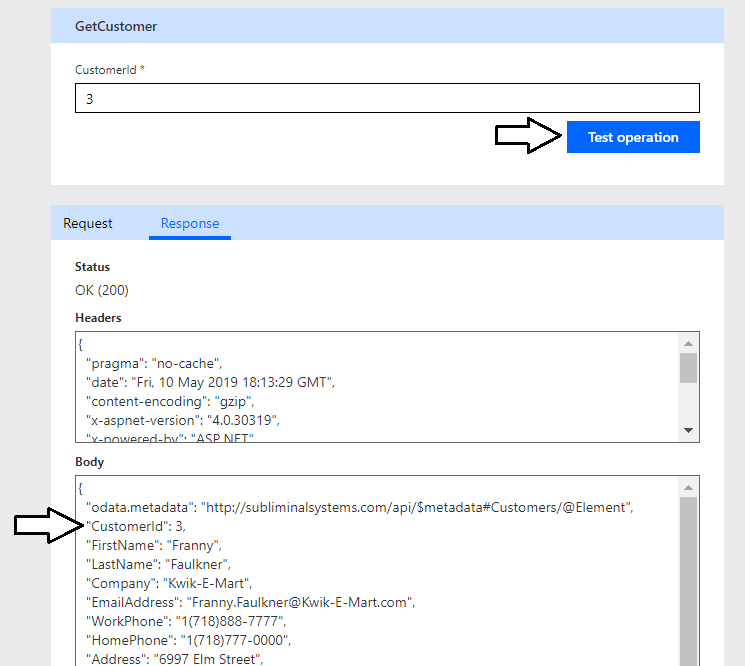 GetCustomer
CustomerId *
3
Test operation
Request Response
Status
OK (200)
Headers
{
"pragma": "no-cache",
"date": "Fri, 10 May 2019 18:13:29 GMT",
"content-encoding": "gzip",
"x-aspnet-version": "4.0.30319",
"x-powered-by": "ASP.NET"
Body
{
"odata.metadata": "http://subliminalsystems.com/api/$metadata#Customers/@Element",
"CustomerId": 3,
"FirstName": "Franny",
"LastName": "Faulkner",
"Company": "Kwik-E-Mart",
"EmailAddress": "Franny.Faulkner@Kwik-E-Mart.com",
"WorkPhone": "1(718)888-7777",
"HomePhone": "1(718)777-0000",
"Address": "6997 Elm Street",